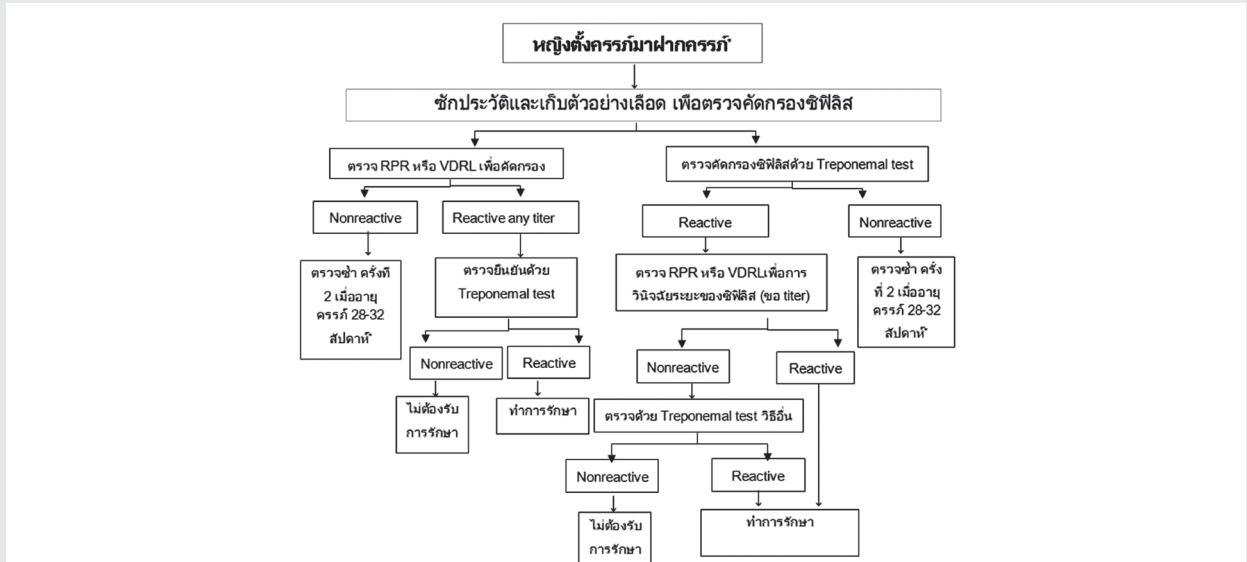 หญิงตั้งครรภ์มาฝากครรภ์*
ซักประวัติและเก็บตัวอย่างเลือด เพื่อตรวจคัดกรองซิฟิลิส
ตรวจ RPR หรือ VDRL เพื่อคัดกรอง
ตรวจคัดกรองซิฟิลิสด้วย Treponemal test
Nonreactive
Reactive any titer
Reactive
Nonreactive
ตรวจซ้ำ ครั้งที่
2 เมื่ออายุ
ครรภ์ 28-32
สัปดาห์*
ตรวจยืนยันด้วย
Treponemal test
ตรวจ RPR หรือ VDRLเพื่อการ
วินิจฉัยระยะของซิฟิลิส (ขอ titer)
ตรวจซ้ำ ครั้ง
ที่ 2 เมื่ออายุ
ครรภ์ 28-32
สัปดาห์*
Nonreactive
Reactive
Nonreactive
Reactive
ไม่ต้องรับ
การรักษา
ทำการรักษา
ตรวจด้วย Treponemal test วิธีอื่น
Nonreactive
Reactive
ไม่ต้องรับ
การรักษา
ทำการรักษา